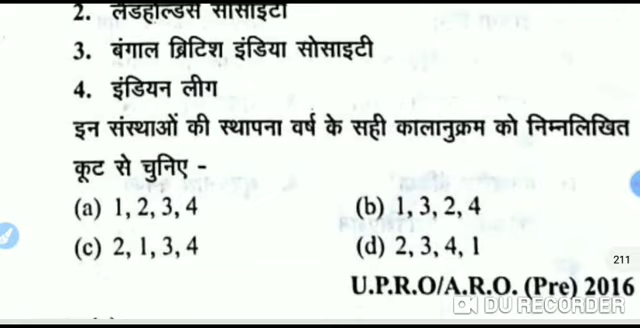 2. लैंडहोल्डर्स सोसाइटी
3. बंगाल ब्रिटिश इंडिया सोसाइटी
4. इंडियन लीग
इन संस्थाओं की स्थापना वर्ष के सही कालानुक्रम को निम्नलिखित
कूट से चुनिए -
(a) 1, 2, 3, 4 (b) 1, 3, 2, 4
(c) 2, 1, 3, 4 (d) 2, 3, 4, 1
211
U.P.R.O/A.R.O. (Pre) 2016
DU RECORDER